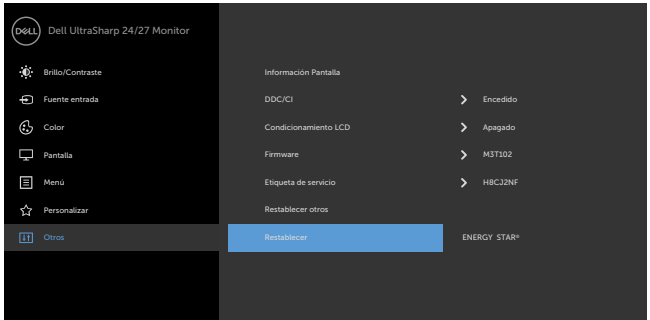 DELL Dell UltraSharp 24/27 Monitor
Brillo/Contraste
Información Pantalla
Fuente entrada
DDC/CI
Encedido
Color
Condicionamiento LCD
Apagado
Pantalla
Firmware
M3T102
Menú
Etiqueta de servicio
H8CJ2NF
Personalizar
Restablecer otros
Otros
Restablecer
ENERGY STAR®